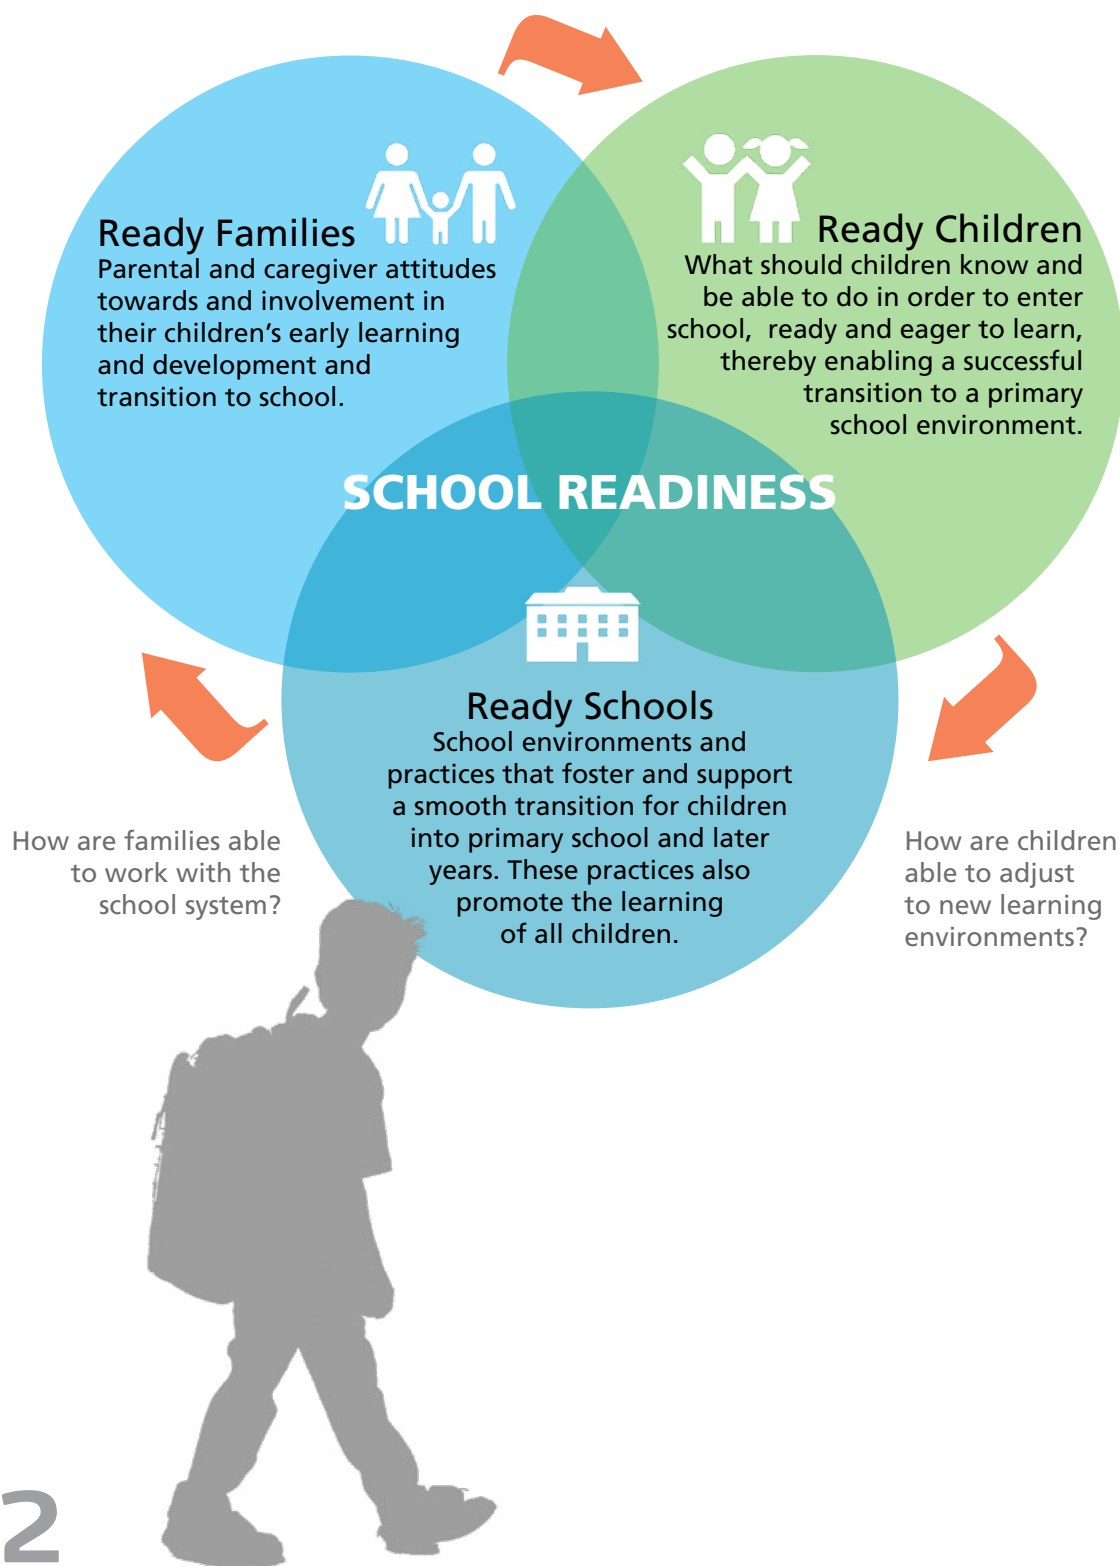 Ready Families
Parental and caregiver attitudes
towards and involvement in
their children's early learning
and development and
transition to school.
Ready Children
What should children know and
be able to do in order to enter
school,  ready and eager to learn,
thereby enabling a successful
transition to a primary
school environment.
SCHOOL READINESS
Ready Schools
School environments and
practices that foster and support
a smooth transition for children
into primary school and later
years. These practices also
promote the learning
of all children.
How are families able
to work with the
school system?
How are children
able to adjust
to new learning
environments?
2